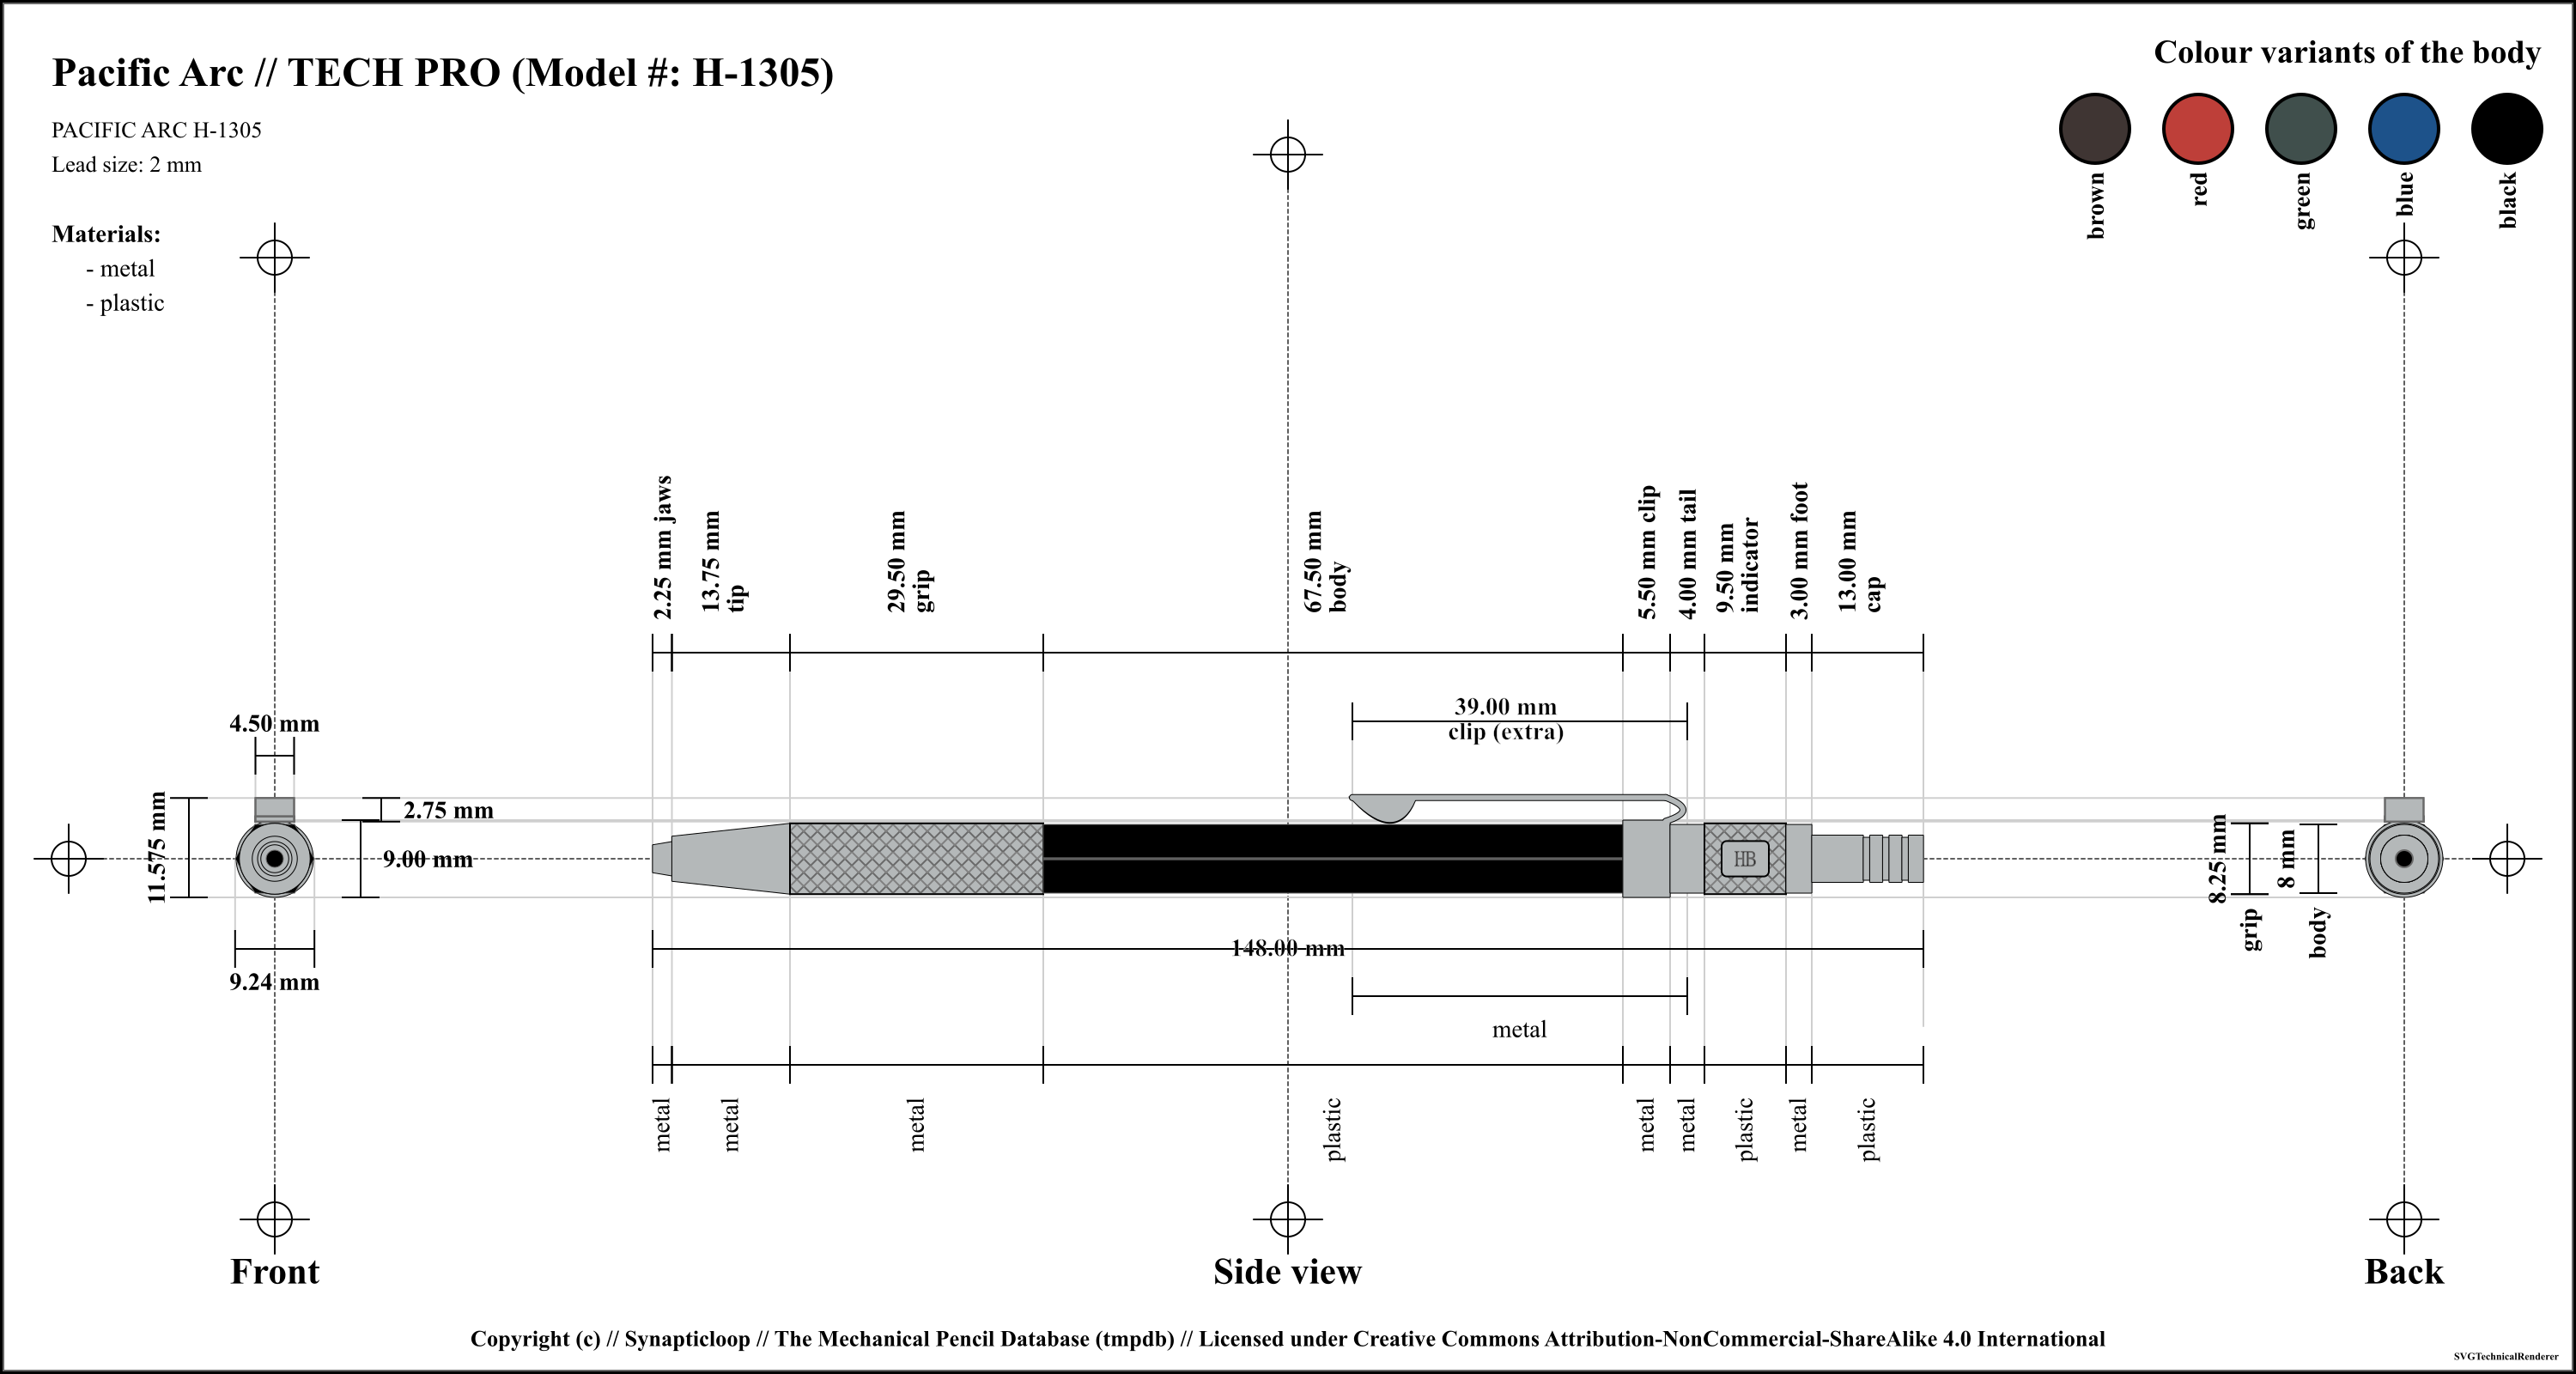 Pacific Arc // TECH PRO (Model #: H-1305)
PACIFIC ARC H-1305
Lead size: 2 mm
Materials:
- metal
- plastic
Colour variants of the body
brown
red
green
blue
black
2.25 mm jaws
13.75 mm
tip
29.50 mm
grip
67.50 mm
body
5.50 mm clip
4.00 mm tail
9.50 mm
indicator
3.00 mm foot
13.00 mm
cap
39.00 mm
clip (extra)
4.50 mm
11.575 mm
2.75 mm
9.00 mm
9.24 mm
HB
8.25 mm
grip
8 mm
body
148.00 mm
metal
metal
metal
metal
plastic
metal
metal
plastic
metal
plastic
Front
Side view
Back
Copyright (c) // Synapticloop // The Mechanical Pencil Database (tmpdb) // Licensed under Creative Commons Attribution-NonCommercial-ShareAlike 4.0 International
SVGTechnicalRenderer